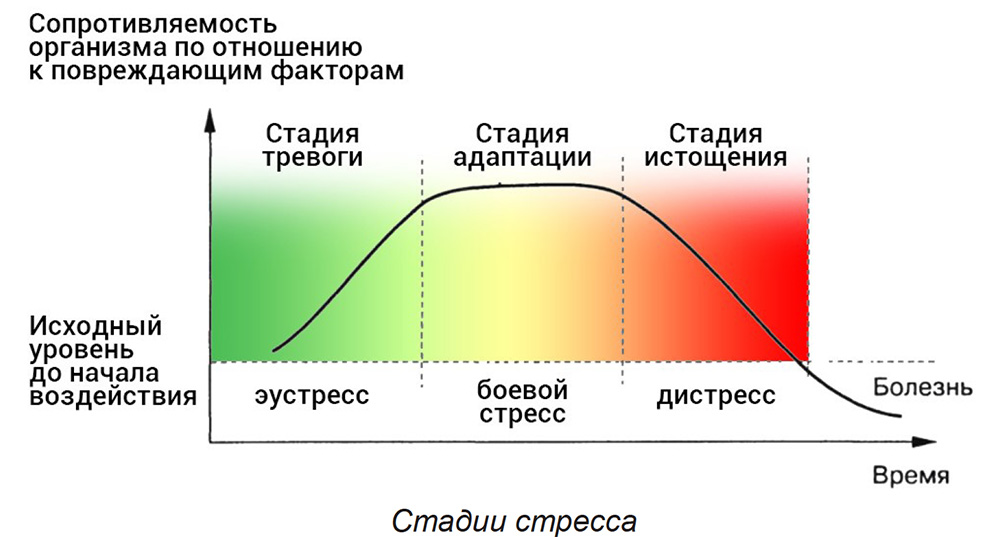 Сопротивляемость
организма по отношению
к повреждающим факторам
Стадия
тревоги
Стадия
адаптации
Стадия
истощения
Исходный
уровень
до начала
воздействия
эустресс
боевой
стресс
дистресс
Болезнь
Время
Стадии стресса